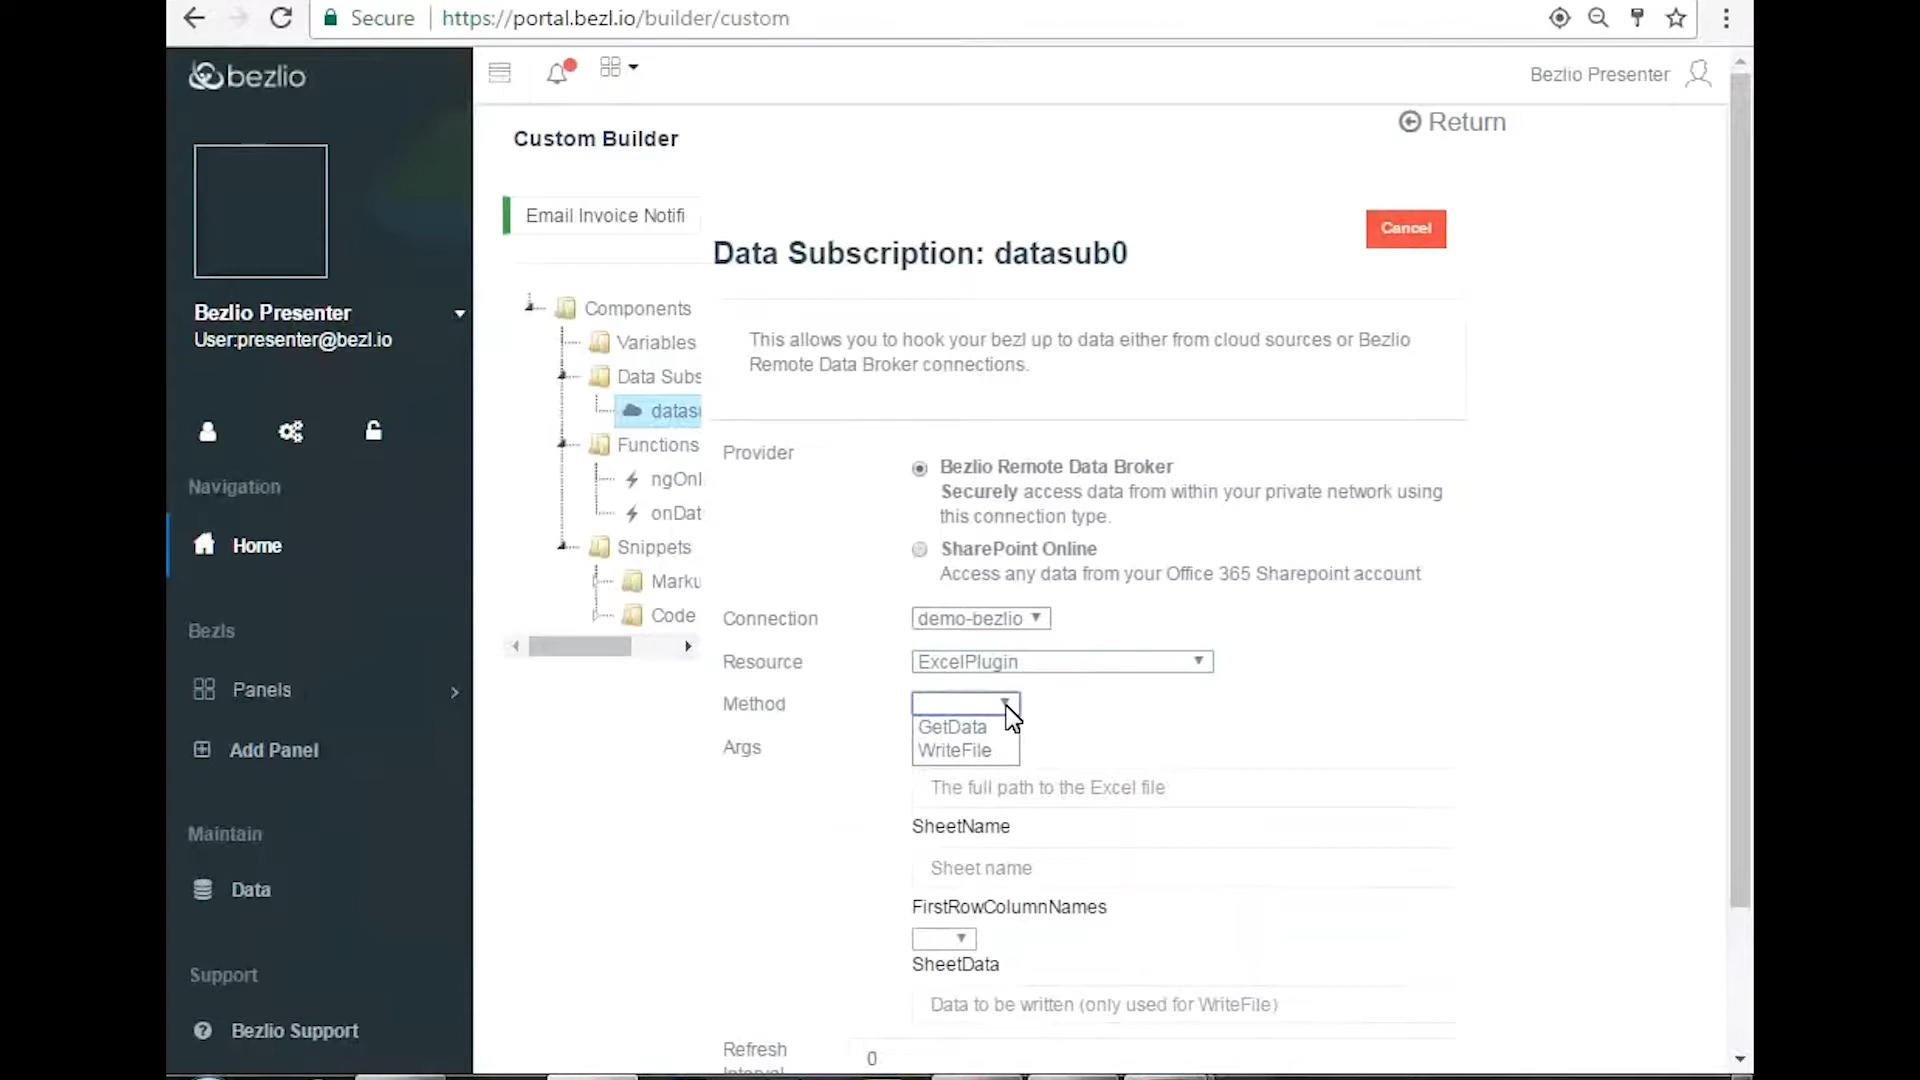 Secure
https://portal.bezl.io/builder/custom
bezlio
Bezlio Presenter
Return
Custom Builder
Email Invoice Notifi
Cancel
Data Subscription: datasub0
Bezlio Presenter
User:presenter@bezl.io
Components
Variables
Data Subs
datas
Functions
ngOnI
onDat
Snippets
Marku
Code
This allows you to hook your bezl up to data either from cloud sources or Bezlio
Remote Data Broker connections.
Provider
Bezlio Remote Data Broker
Securely access data from within your private network using
this connection type.
SharePoint Online
Access any data from your Office 365 Sharepoint account
Connection
demo-bezlio
Resource
ExcelPlugin
Method
GetData
WriteFile
Args
The full path to the Excel file
SheetName
Sheet name
FirstRowColumnNames
SheetData
Data to be written (only used for WriteFile)
Refresh
Interval
0
Navigation
Home
Bezls
Panels
Add Panel
Maintain
Data
Support
Bezlio Support